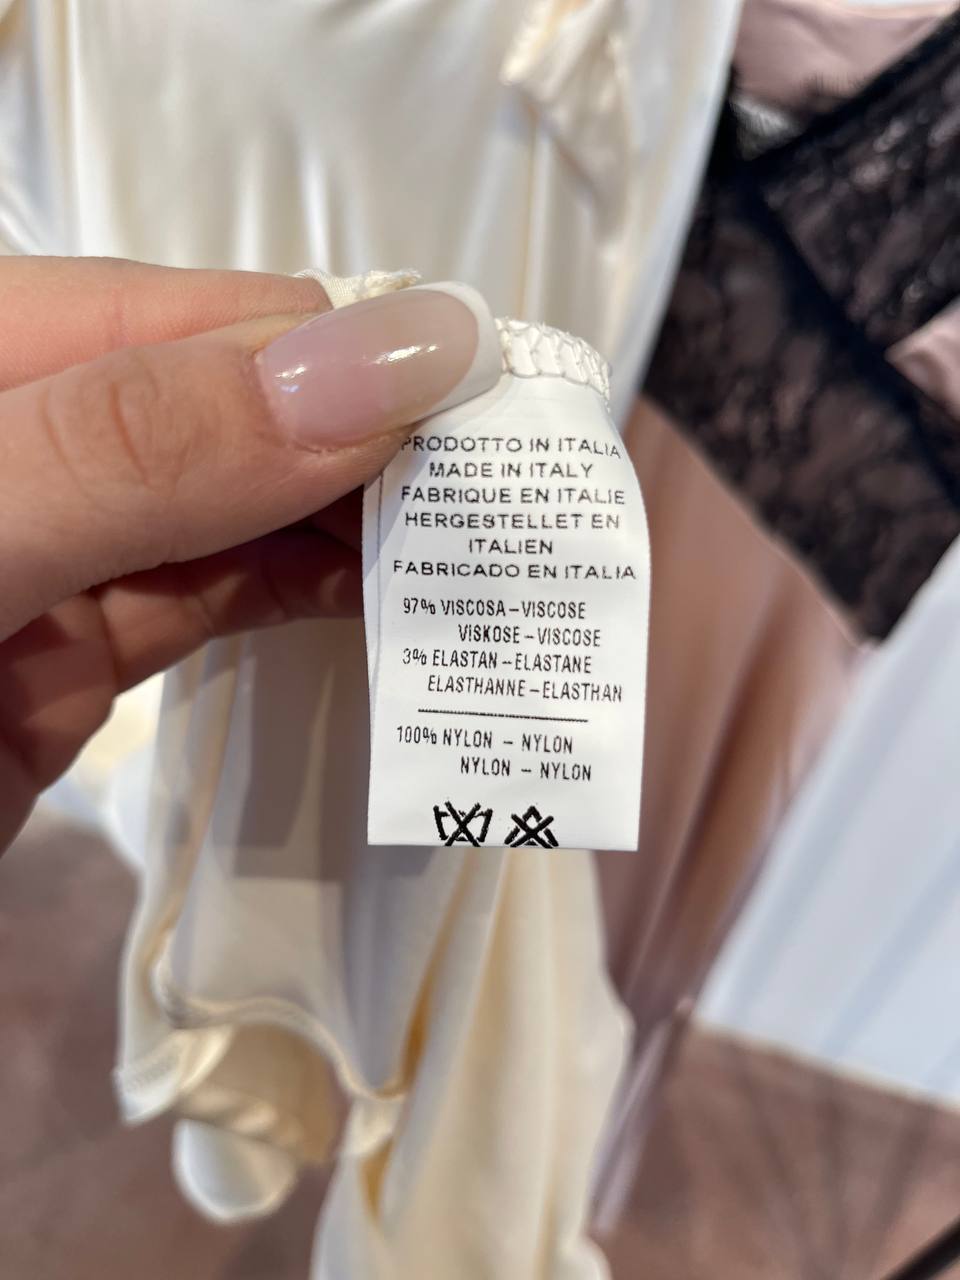 PRODOTTO IN ITALIA
MADE IN ITALY
FABRIQUE EN ITALIE
HERGESTELLET EN
ITALIEN
FABRICADO EN ITALIA
97% VISCOSA-VISCOSE
VISKOSE-VISCOSE
3% ELASTAN-ELASTANE
ELASTHANNE-ELASTHAN
100% NYLON - NYLON
NYLON - NYLON